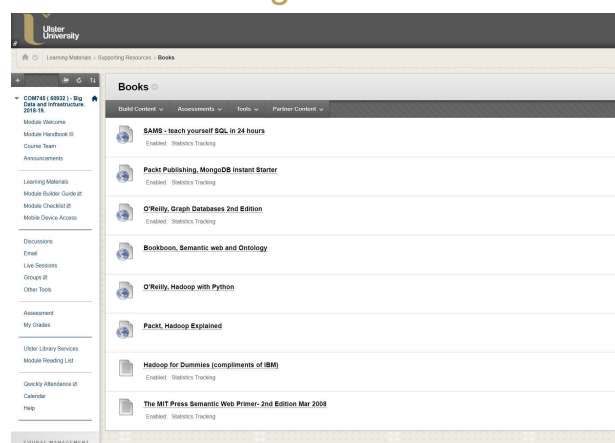 Ulster
University
Learning Materials > Supporting Resources > Books
COM745 ( 60932 ) - Big
Data and Infrastructure.
2018-19.
Module Welcome
Module Handbook
Course Team
Announcements
Learning Materials
Module Builder Guide
Module Checklist
Mobile Device Access
Discussions
Email
Live Sessions
Groups
Other Tools
Assessment
My Grades
Ulster Library Services
Module Reading List
Qwickly Attendance
Calendar
Help
COURSE MANAGEMENT
Books
Build Content Assessments Tools Partner Content
SAMS - teach yourself SQL in 24 hours
Enabled: Statistics Tracking
Packt Publishing, MongoDB instant Starter
Enabled: Statistics Tracking
O'Reilly, Graph Databases 2nd Edition
Enabled: Statistics Tracking
Bookboon, Semantic web and Ontology
O'Reilly, Hadoop with Python
Packt, Hadoop Explained
Hadoop for Dummies (compliments of IBM)
Enabled: Statistics Tracking
The MIT Press Semantic Web Primer- 2nd Edition Mar 2008
Enabled: Statistics Tracking